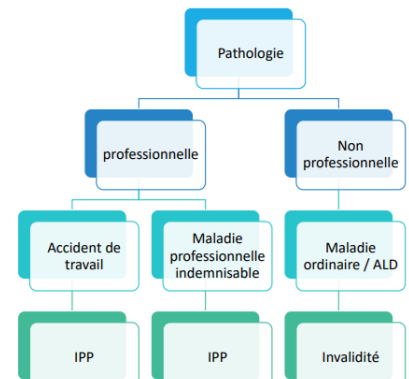 Pathologie
professionnelle
Non
professionnelle
Accident de
travail
Maladie
professionnelle
indemnisable
Maladie
ordinaire / ALD
IPP
IPP
Invalidité